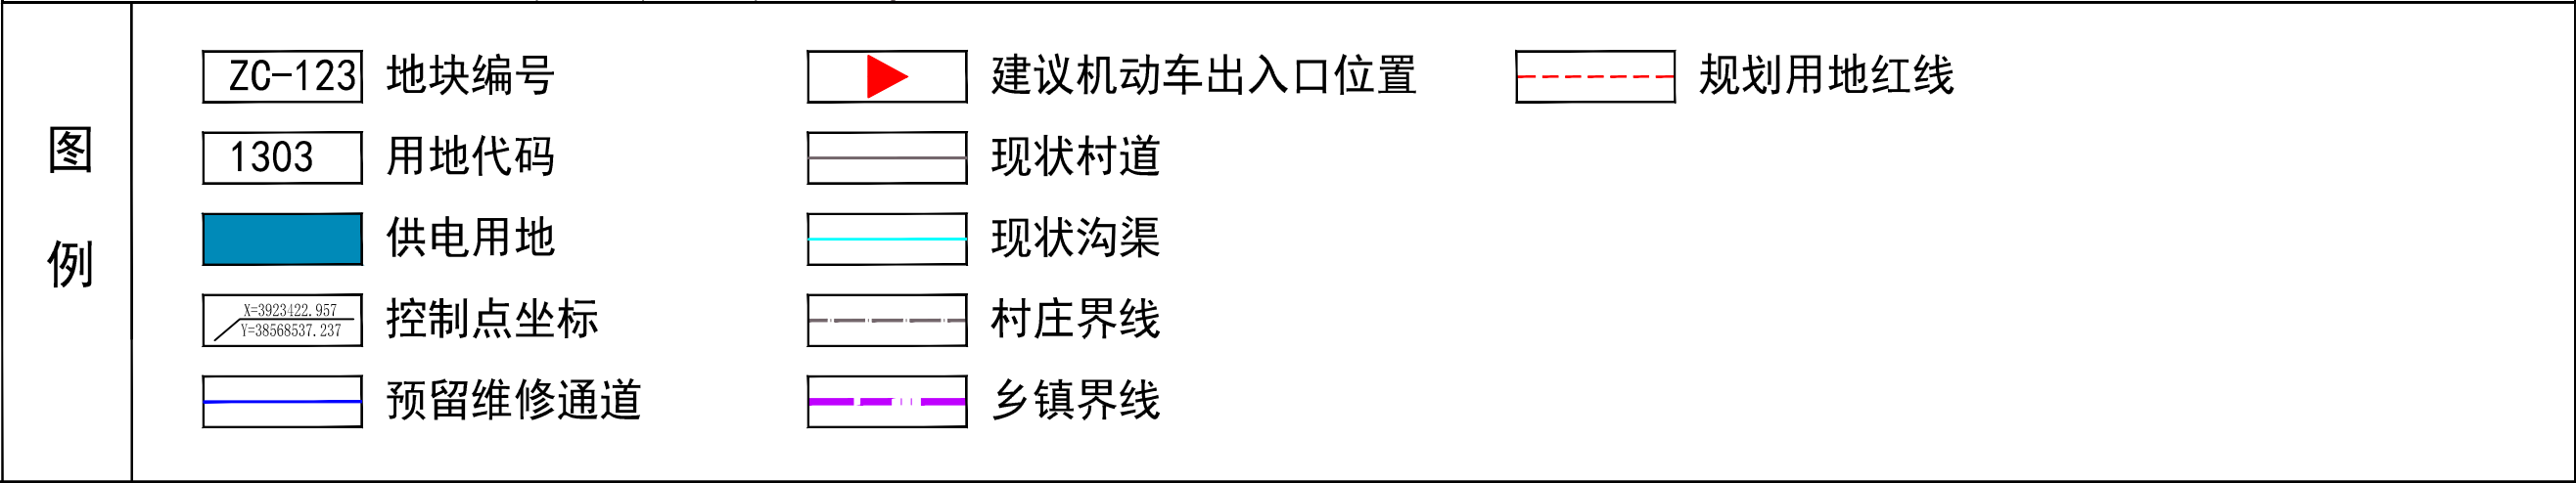 图例
ZC-123 地块编号
1303 用地代码
供电用地
X=3923422.957
Y=38568537.237
控制点坐标
预留维修通道
建议机动车出入口位置
现状村道
现状沟渠
村庄界线
乡镇界线
规划用地红线